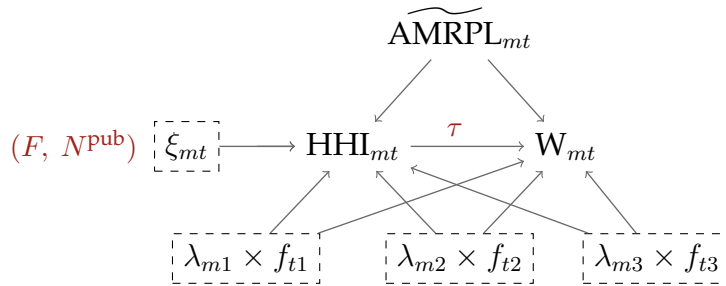 $\widetilde{\text{AMRPL}}_{mt}$
$(F,\ N^{\text{pub}})$ $\xi_{mt}$ $\text{HHI}_{mt}$ $\tau$ $\text{W}_{mt}$
$\lambda_{m1} \times f_{t1}$ $\lambda_{m2} \times f_{t2}$ $\lambda_{m3} \times f_{t3}$